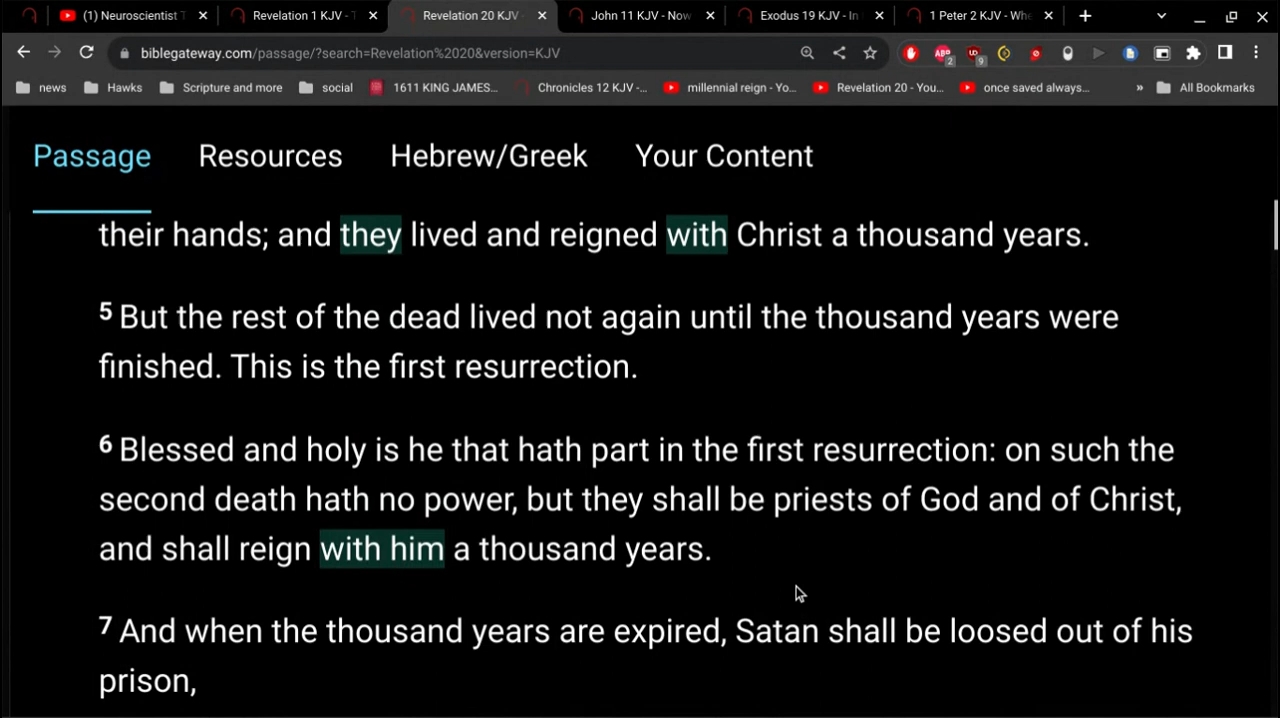 (1) Neuroscientist T
Revelation 1 KJV - T
Revelation 20 KJV -
John 11 KJV - Now
Exodus 19 KJV - In
1 Peter 2 KJV - Whe
biblegateway.com/passage/?search=Revelation%2020&version=KJV
ABP
2
UD
9
news
Hawks
Scripture and more
social
1611 KING JAMES...
Chronicles 12 KJV -...
millennial reign - Yo...
Revelation 20 - You...
once saved always...
»
All Bookmarks
Passage
Resources
Hebrew/Greek
Your Content
their hands; and they lived and reigned with Christ a thousand years.
5 But the rest of the dead lived not again until the thousand years were
finished. This is the first resurrection.
6 Blessed and holy is he that hath part in the first resurrection: on such the
second death hath no power, but they shall be priests of God and of Christ,
and shall reign with him a thousand years.
7 And when the thousand years are expired, Satan shall be loosed out of his
prison,